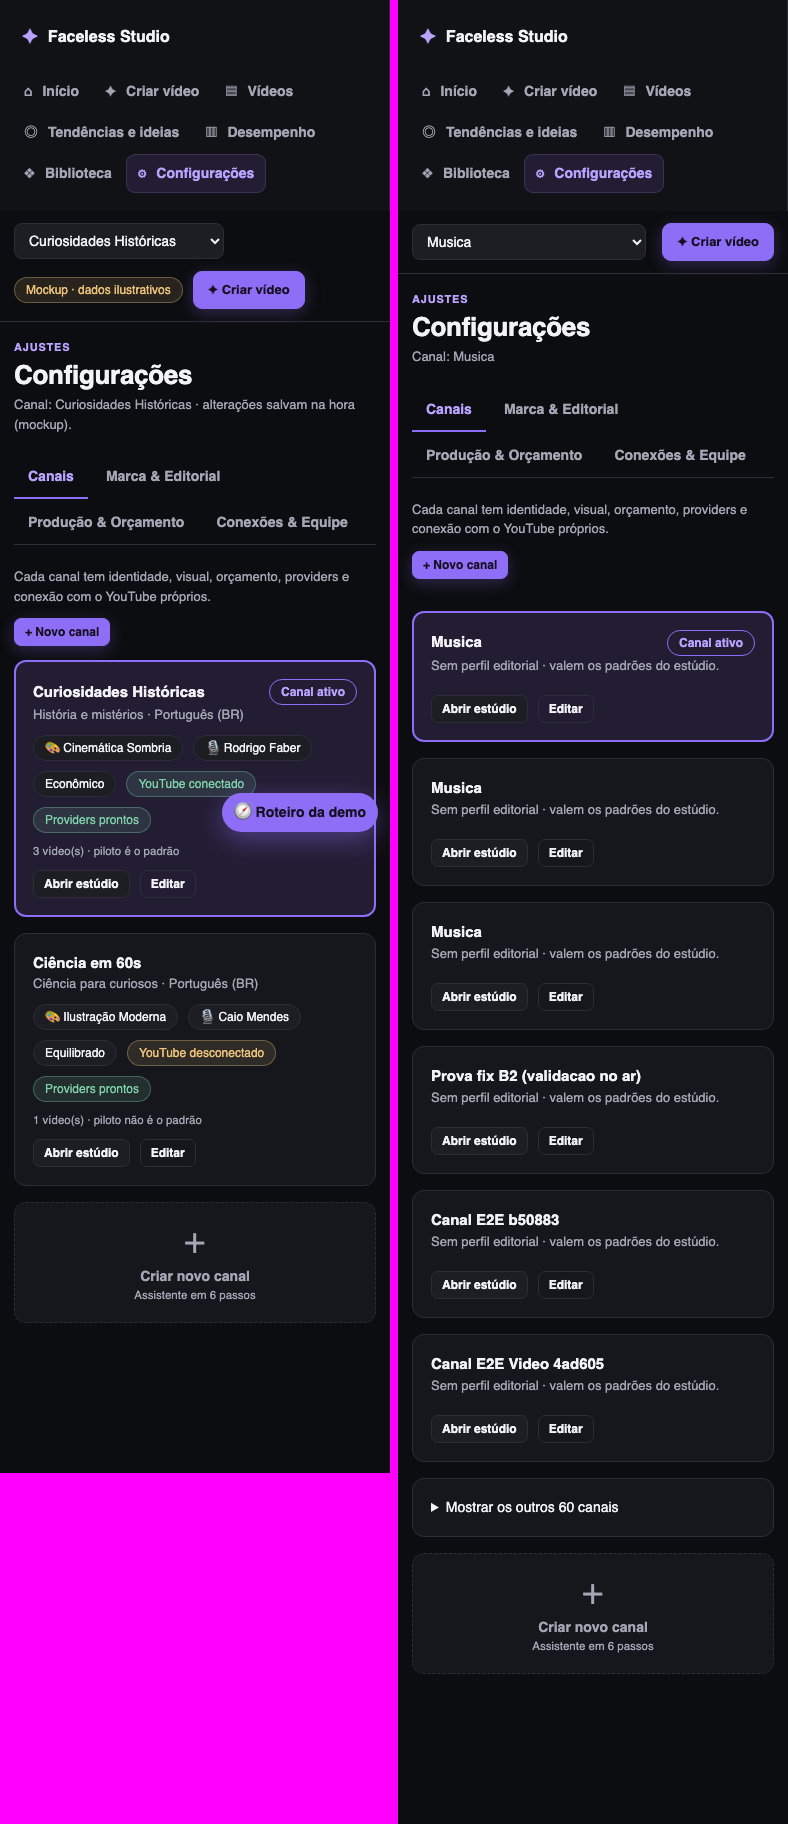 Faceless Studio
Início
Criar vídeo
Vídeos
Tendências e ideias
Desempenho
Biblioteca
Configurações
Curiosidades Históricas
Mockup · dados ilustrativos
✦ Criar vídeo
AJUSTES
Configurações
Canal: Curiosidades Históricas · alterações salvam na hora
(mockup).
Canais
Marca & Editorial
Produção & Orçamento
Conexões & Equipe
Cada canal tem identidade, visual, orçamento, providers e
conexão com o YouTube próprios.
+ Novo canal
Curiosidades Históricas
Canal ativo
História e mistérios · Português (BR)
🎨 Cinemática Sombria
🎙️ Rodrigo Faber
Econômico
YouTube conectado
🧭 Roteiro da demo
Providers prontos
3 vídeo(s) · piloto é o padrão
Abrir estúdio
Editar
Ciência em 60s
Ciência para curiosos · Português (BR)
🎨 Ilustração Moderna
🎙️ Caio Mendes
Equilibrado
YouTube desconectado
Providers prontos
1 vídeo(s) · piloto não é o padrão
Abrir estúdio
Editar
+
Criar novo canal
Assistente em 6 passos
Faceless Studio
Início
Criar vídeo
Vídeos
Tendências e ideias
Desempenho
Biblioteca
Configurações
Musica
✦ Criar vídeo
AJUSTES
Configurações
Canal: Musica
Canais
Marca & Editorial
Produção & Orçamento
Conexões & Equipe
Cada canal tem identidade, visual, orçamento, providers e
conexão com o YouTube próprios.
+ Novo canal
Musica
Canal ativo
Sem perfil editorial · valem os padrões do estúdio.
Abrir estúdio
Editar
Musica
Sem perfil editorial · valem os padrões do estúdio.
Abrir estúdio
Editar
Musica
Sem perfil editorial · valem os padrões do estúdio.
Abrir estúdio
Editar
Prova fix B2 (validacao no ar)
Sem perfil editorial · valem os padrões do estúdio.
Abrir estúdio
Editar
Canal E2E b50883
Sem perfil editorial · valem os padrões do estúdio.
Abrir estúdio
Editar
Canal E2E Video 4ad605
Sem perfil editorial · valem os padrões do estúdio.
Abrir estúdio
Editar
▶ Mostrar os outros 60 canais
+
Criar novo canal
Assistente em 6 passos